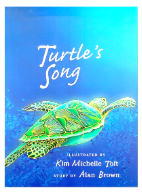 Turtle's
Song
ILLUSTRATED BY
Kim Michelle Toft
STORY BY Alan Brown